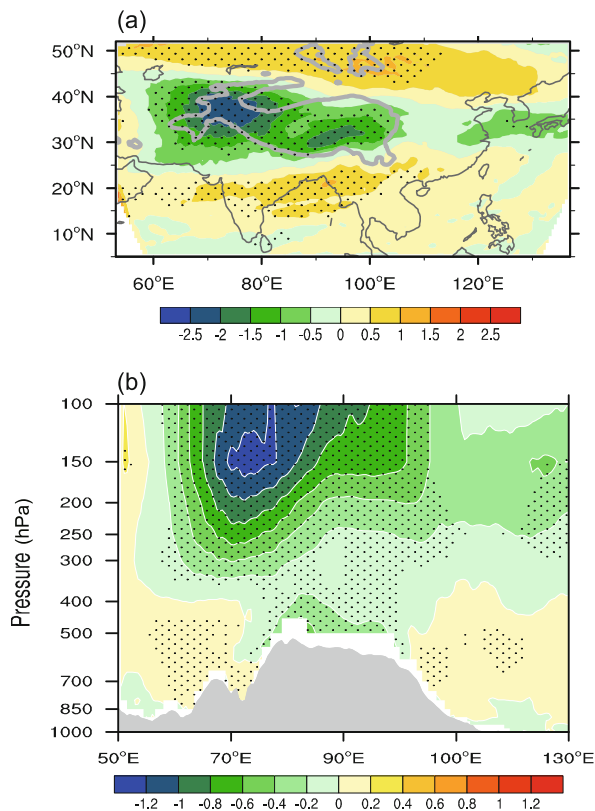 (a)
50°N
40°N
30°N
20°N
10°N
60°E 80°E 100°E 120°E
-2.5 -2 -1.5 -1 -0.5 0 0.5 1 1.5 2 2.5
(b)
Pressure (hPa)
100
150
200
250
300
400
500
700
850
1000
50°E 70°E 90°E 100°E 130°E
-1.2 -1 -0.8 -0.6 -0.4 -0.2 0 0.2 0.4 0.6 0.8 1 1.2